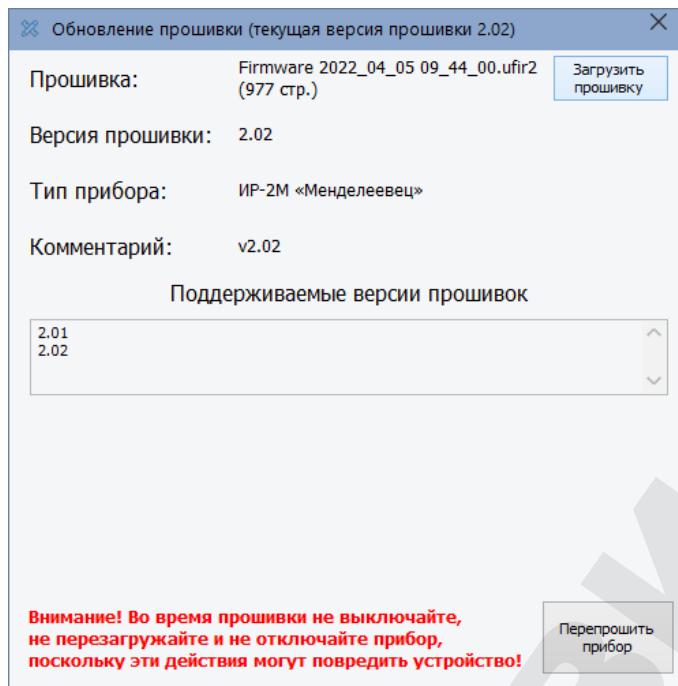 Обновление прошивки (текущая версия прошивки 2.02)
Прошивка:
Firmware 2022_04_05 09_44_00.ufir2
(977 стр.)
Загрузить
прошивку
Версия прошивки:
2.02
Тип прибора:
ИР-2М «Менделеевец»
Комментарий:
v2.02
Поддерживаемые версии прошивок
2.01
2.02
Внимание! Во время прошивки не выключайте,
не перезагружайте и не отключайте прибор,
поскольку эти действия могут повредить устройство!
Перепрошить
прибор